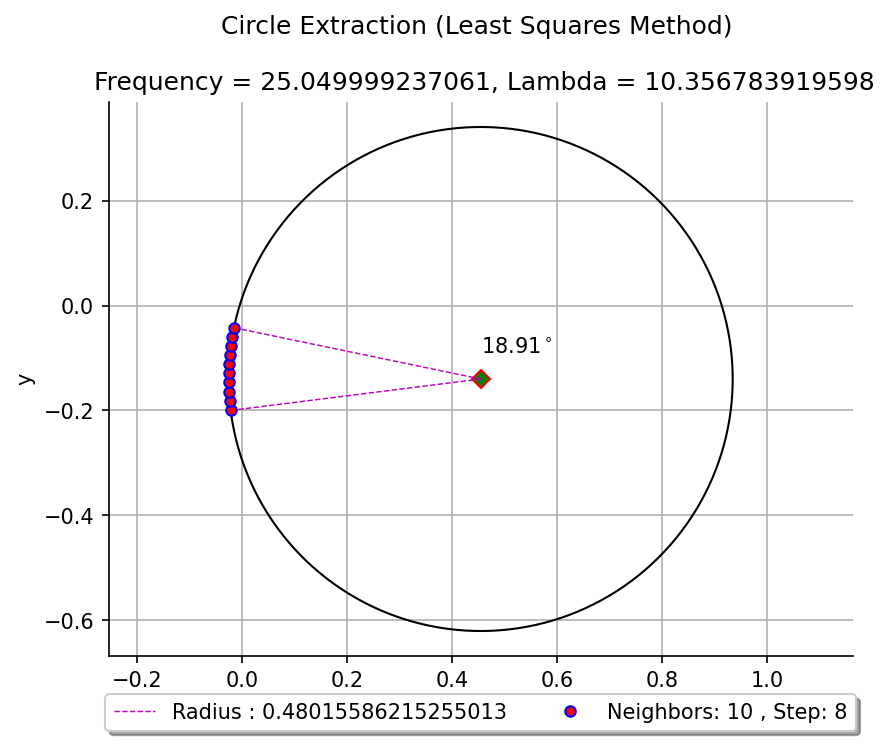 Circle Extraction (Least Squares Method)
Frequency = 25.049999237061, Lambda = 10.356783919598
0.2
0.0
−0.2
−0.4
−0.6
y
18.91°
−0.2 0.0 0.2 0.4 0.6 0.8 1.0
Radius : 0.48015586215255013 Neighbors: 10 , Step: 8